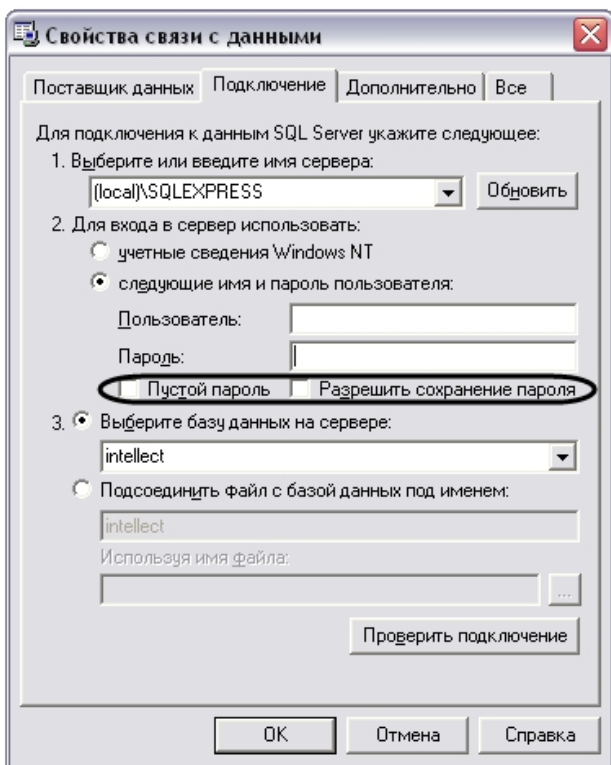 Свойства связи с данными
Поставщик данных Подключение Дополнительно Все
Для подключения к данным SQL Server укажите следующее:
1. Выберите или введите имя сервера:
(local)\SQLEXPRESS Обновить
2. Для входа в сервер использовать:
учетные сведения Windows NT
следующие имя и пароль пользователя:
Пользователь:
Пароль:
Пустой пароль Разрешить сохранение пароля
3. Выберите базу данных на сервере:
intellect
Подсоединить файл с базой данных под именем:
intellect
Используя имя файла:
...
Проверить подключение
OK Отмена Справка